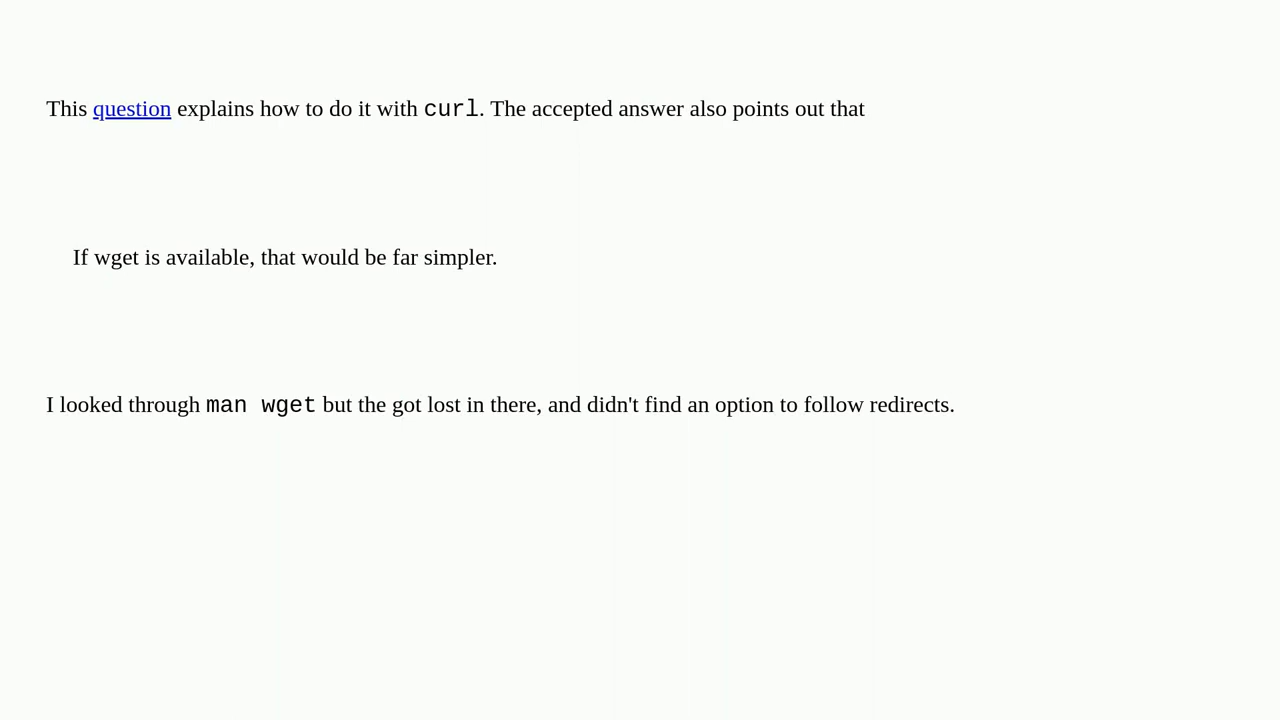 This question explains how to do it with curl. The accepted answer also points out that
If wget is available, that would be far simpler.
I looked through man wget but the got lost in there, and didn't find an option to follow redirects.